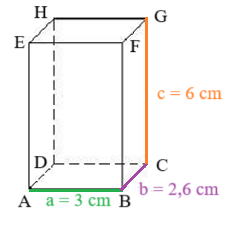 H G
E F
c = 6 cm
D C
b = 2,6 cm
A a = 3 cm B